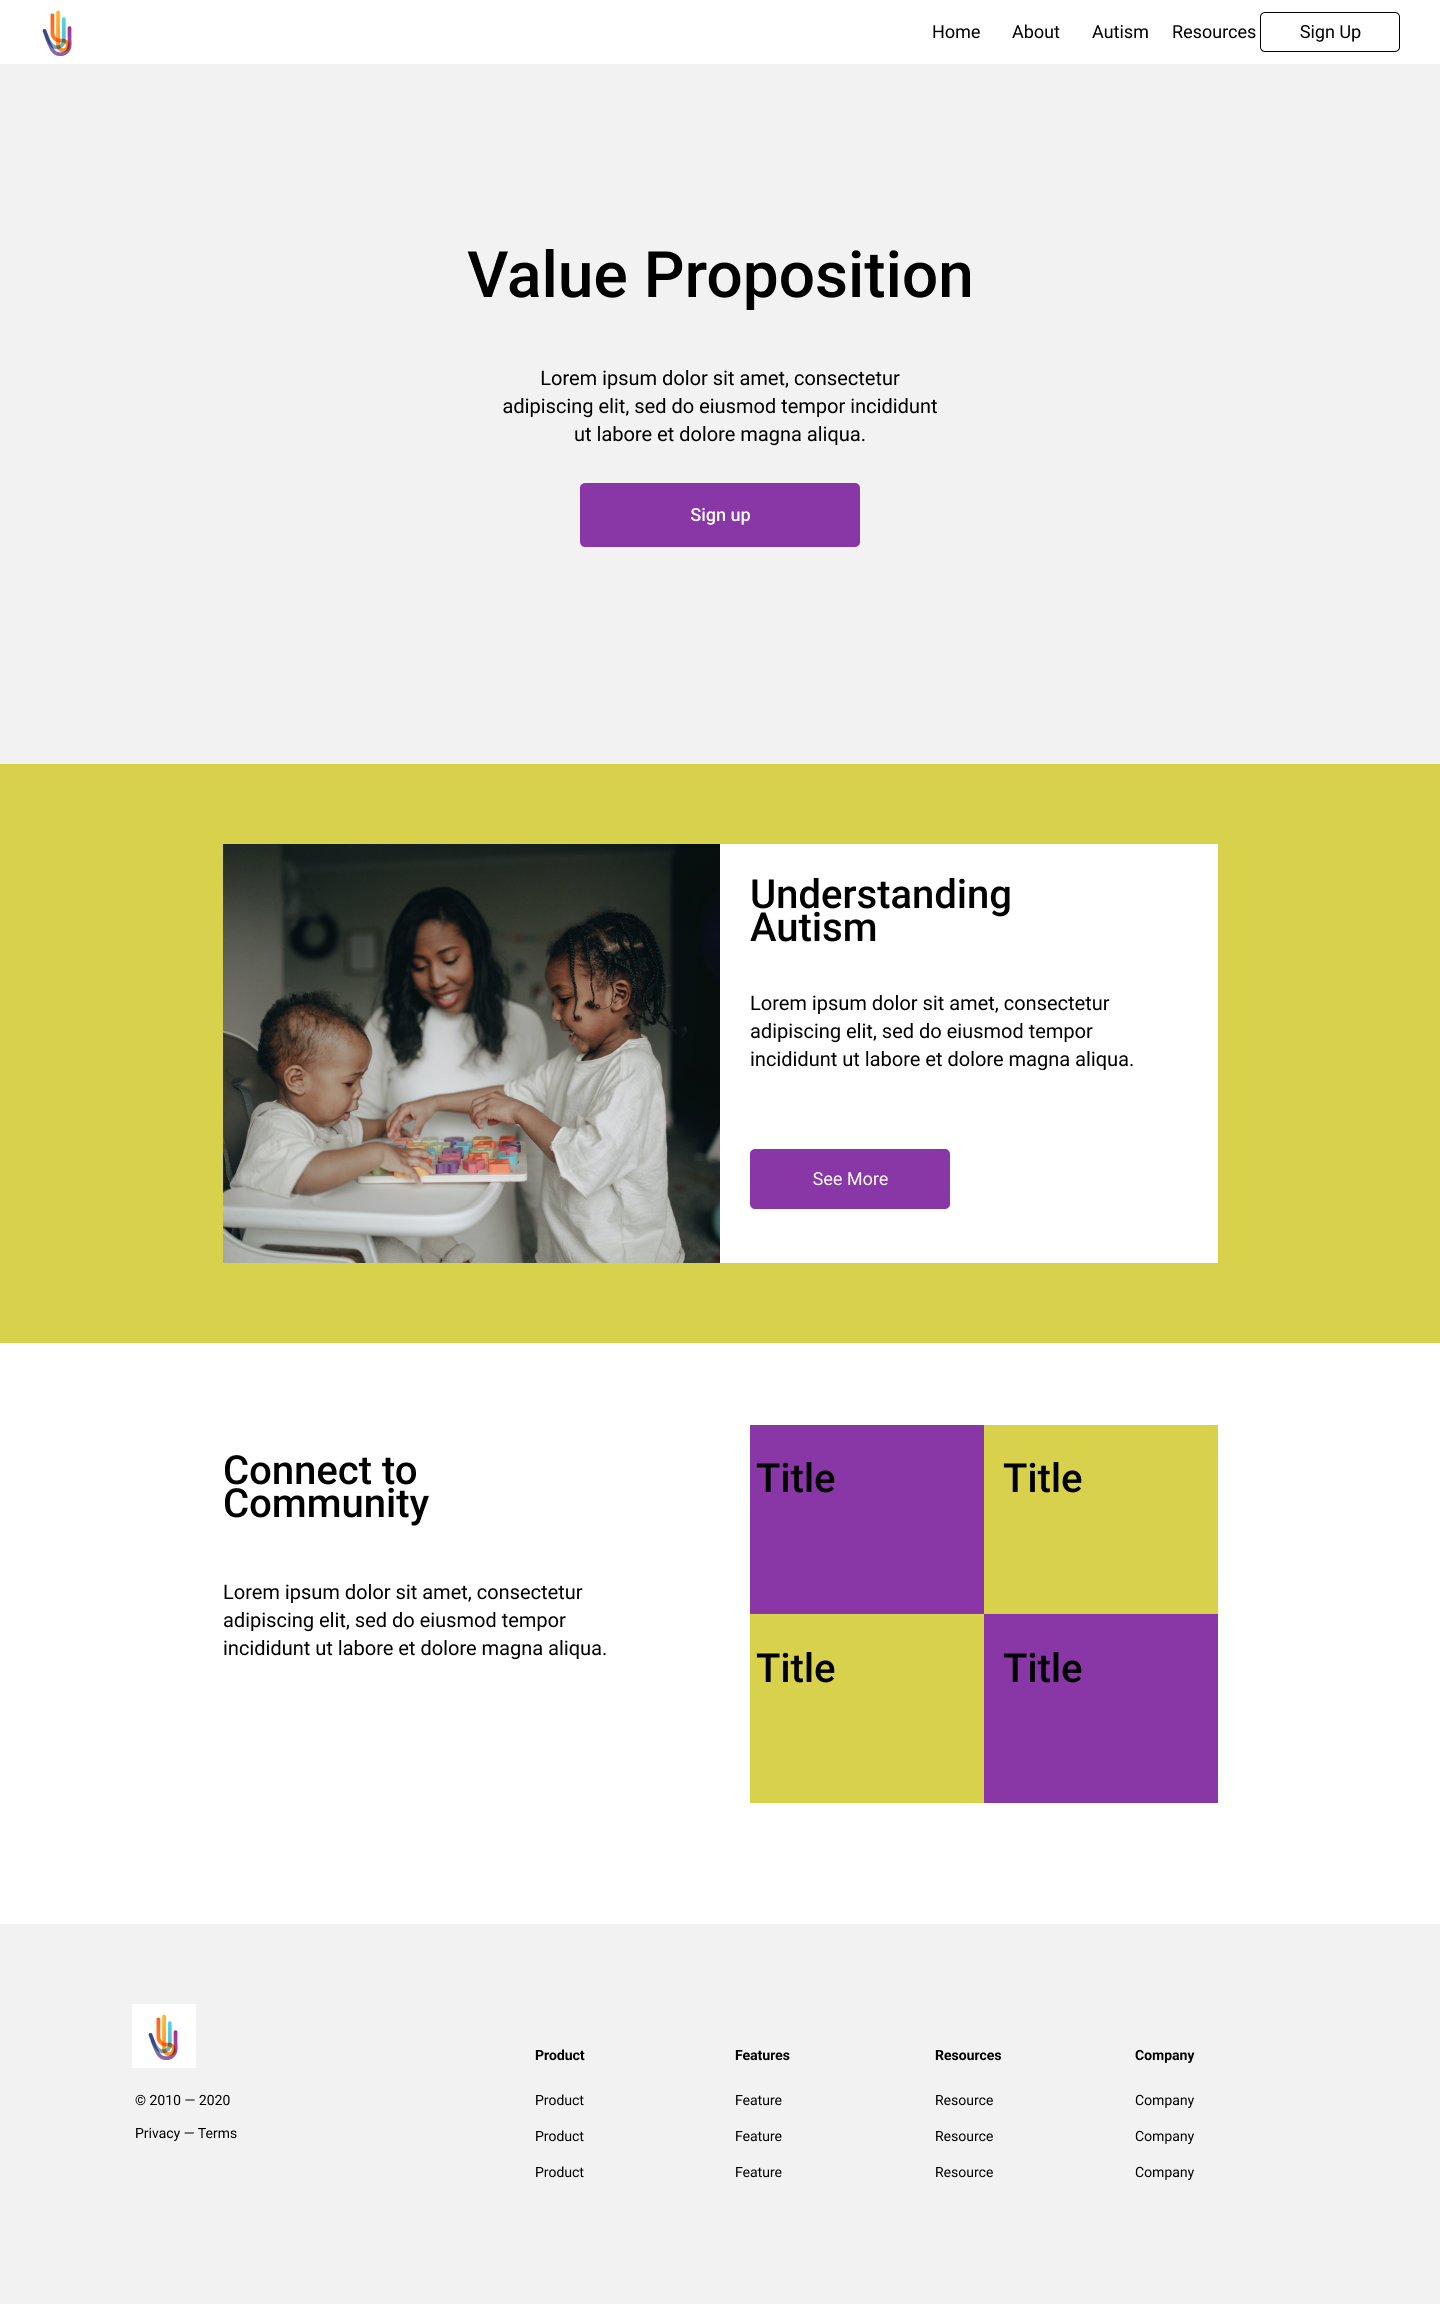 Home About Autism Resources Sign Up
Value Proposition
Lorem ipsum dolor sit amet, consectetur
adipiscing elit, sed do eiusmod tempor incididunt
ut labore et dolore magna aliqua.
Sign up
Understanding
Autism
Lorem ipsum dolor sit amet, consectetur
adipiscing elit, sed do eiusmod tempor
incididunt ut labore et dolore magna aliqua.
See More
Connect to
Community
Lorem ipsum dolor sit amet, consectetur
adipiscing elit, sed do eiusmod tempor
incididunt ut labore et dolore magna aliqua.
Title
Title
Title
Title
© 2010 — 2020
Privacy — Terms
Product
Product
Product
Product
Features
Feature
Feature
Feature
Resources
Resource
Resource
Resource
Company
Company
Company
Company